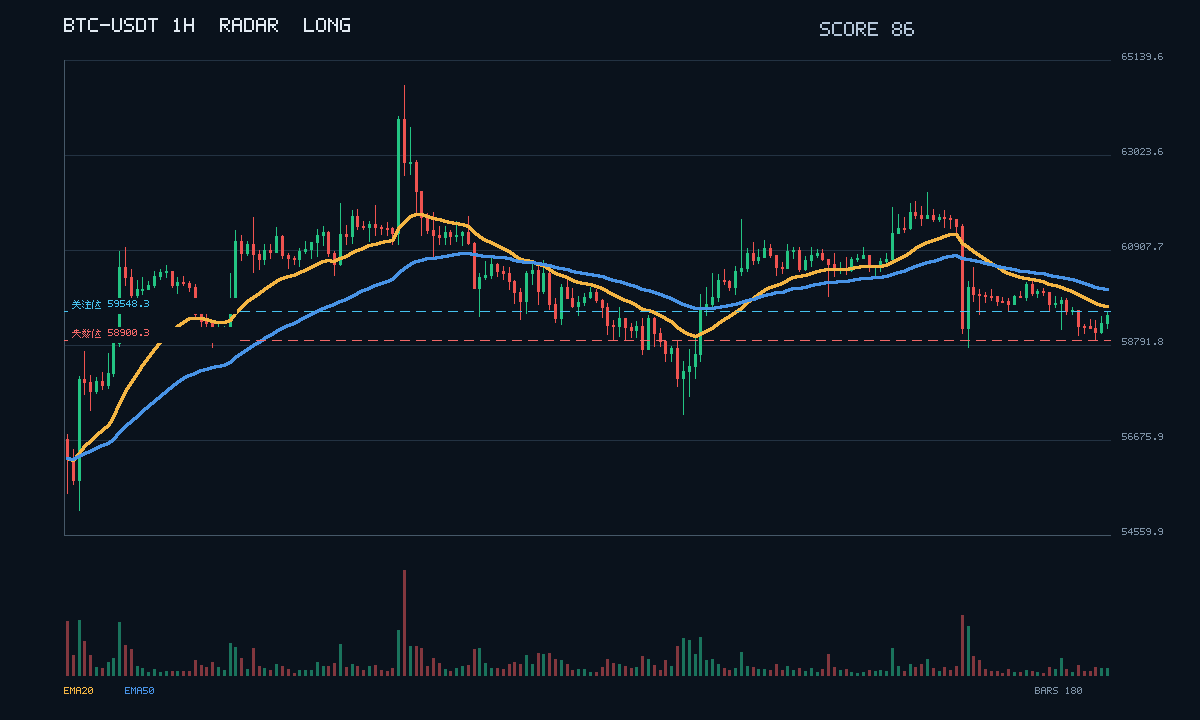 BTC-USDT 1H RADAR LONG
SCORE 86
65139.6
63023.6
60907.7
关注位 59548.3
失效位 58900.3
58791.8
56675.9
54559.9
EMA20
EMA50
BARS 180